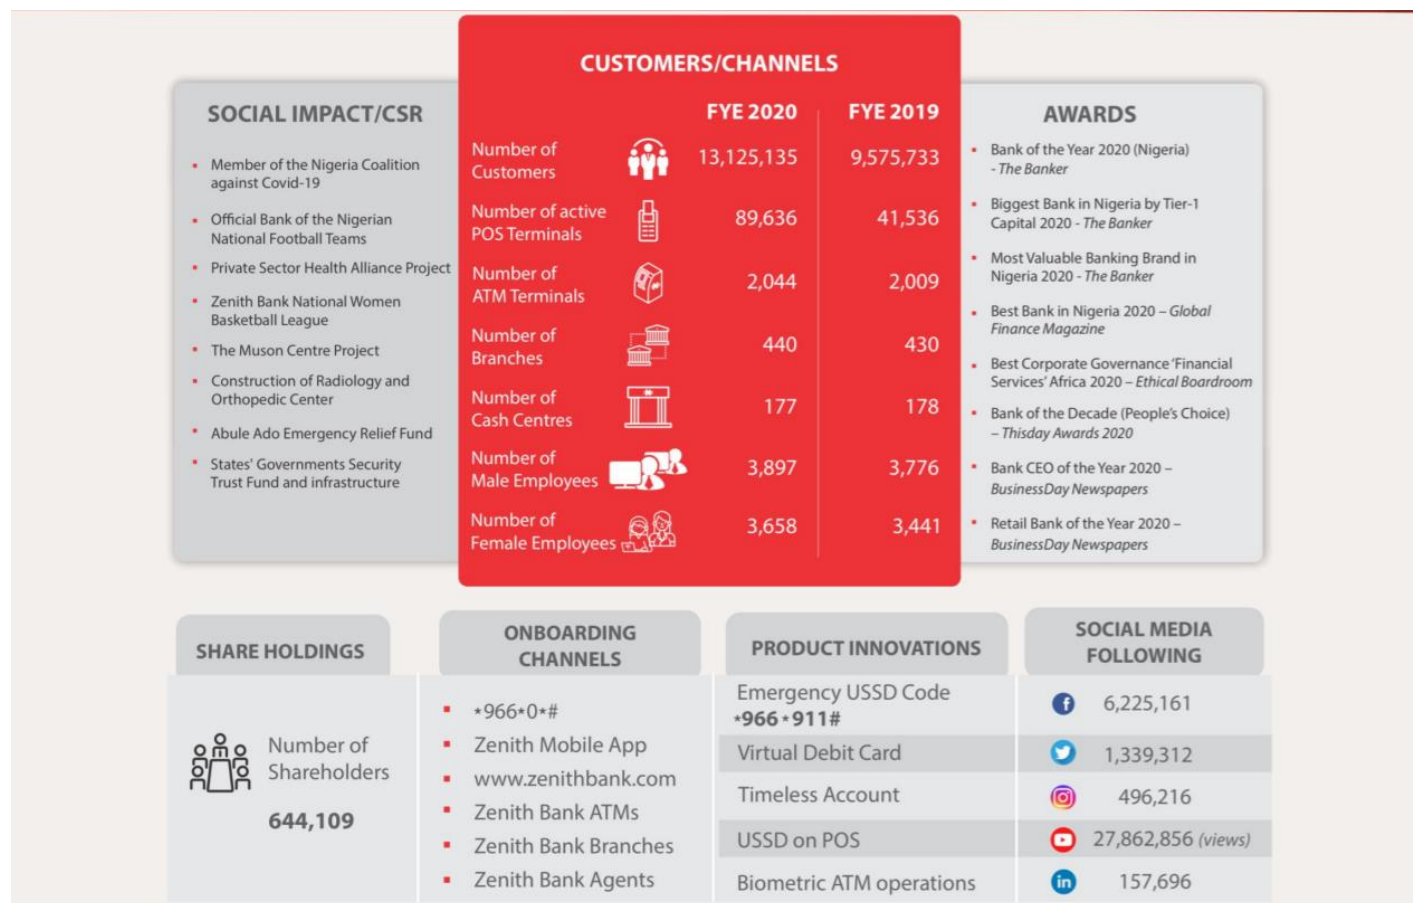 CUSTOMERS/CHANNELS
FYE 2020 FYE 2019
Number of
Customers
13,125,135 9,575,733
Number of active
POS Terminals
89,636 41,536
Number of
ATM Terminals
2,044 2,009
Number of
Branches
440 430
Number of
Cash Centres
177 178
Number of
Male Employees
3,897 3,776
Number of
Female Employees
3,658 3,441
SOCIAL IMPACT/CSR
Member of the Nigeria Coalition
against Covid-19
Official Bank of the Nigerian
National Football Teams
Private Sector Health Alliance Project
Zenith Bank National Women
Basketball League
The Muson Centre Project
Construction of Radiology and
Orthopedic Center
Abule Ado Emergency Relief Fund
States' Governments Security
Trust Fund and infrastructure
AWARDS
Bank of the Year 2020 (Nigeria)
- The Banker
Biggest Bank in Nigeria by Tier-1
Capital 2020 - The Banker
Most Valuable Banking Brand in
Nigeria 2020 - The Banker
Best Bank in Nigeria 2020 – Global
Finance Magazine
Best Corporate Governance 'Financial
Services' Africa 2020 – Ethical Boardroom
Bank of the Decade (People's Choice)
– Thisday Awards 2020
Bank CEO of the Year 2020 –
BusinessDay Newspapers
Retail Bank of the Year 2020 –
BusinessDay Newspapers
SHARE HOLDINGS
Number of
Shareholders
644,109
ONBOARDING
CHANNELS
*966*0*#
Zenith Mobile App
www.zenithbank.com
Zenith Bank ATMs
Zenith Bank Branches
Zenith Bank Agents
PRODUCT INNOVATIONS
Emergency USSD Code
*966*911#
Virtual Debit Card
Timeless Account
USSD on POS
Biometric ATM operations
SOCIAL MEDIA
FOLLOWING
6,225,161
1,339,312
496,216
27,862,856 (views)
157,696